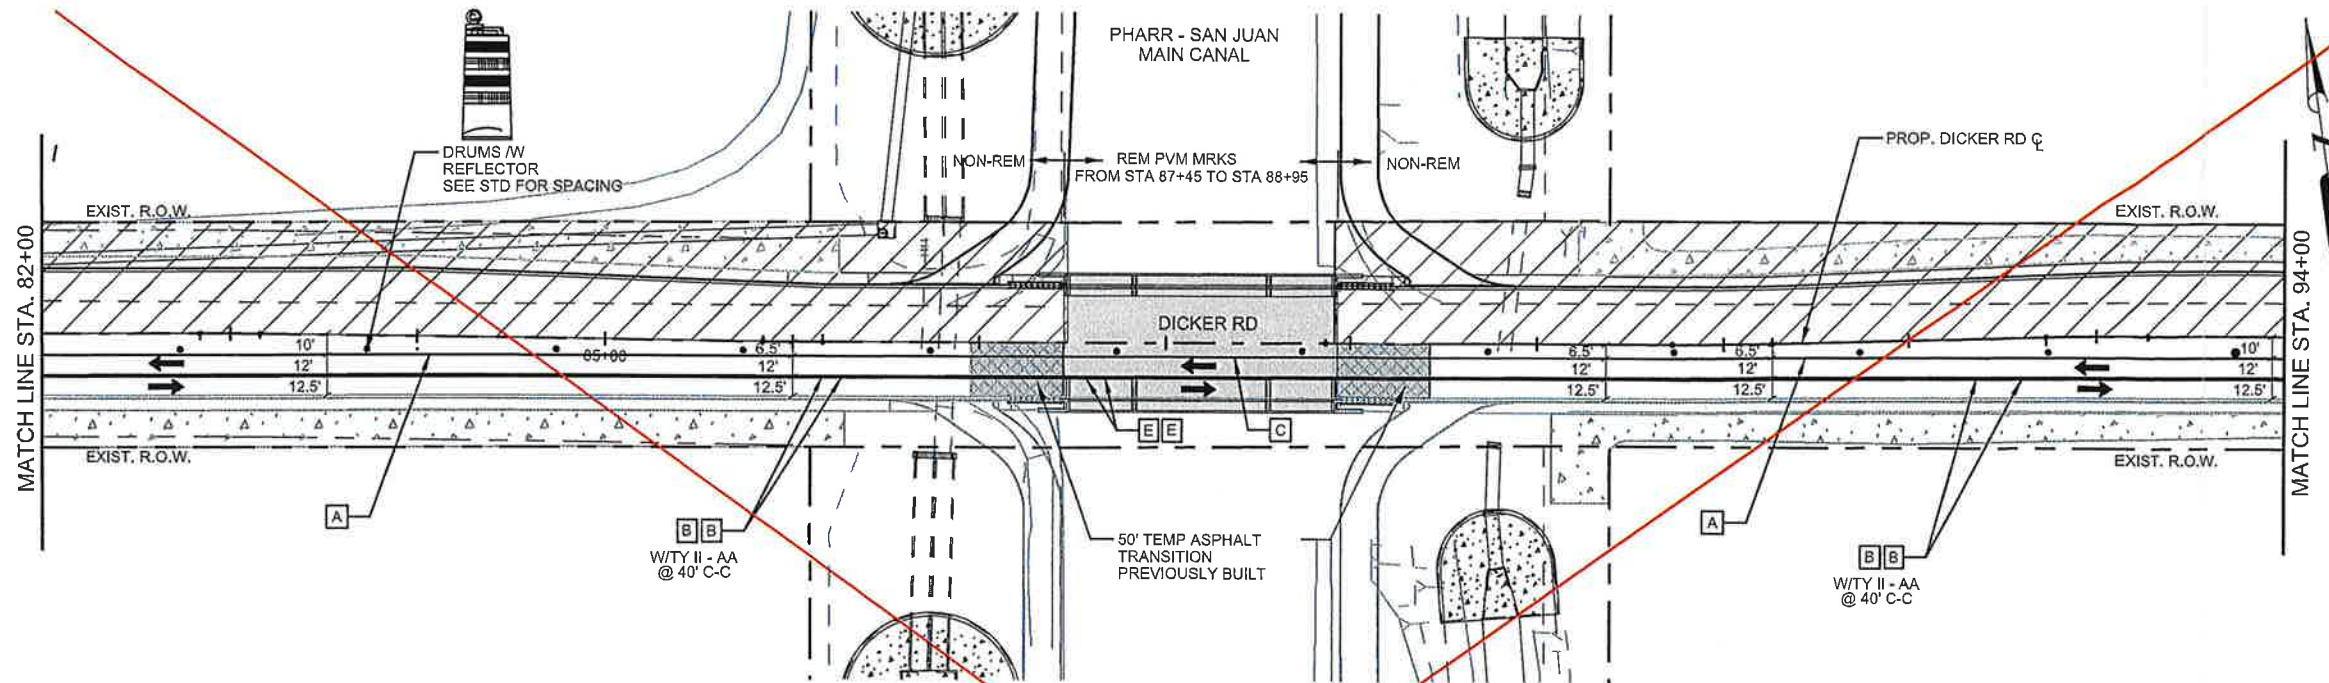 PHARR - SAN JUAN
MAIN CANAL
DRUMS /W
REFLECTOR
SEE STD FOR SPACING
NON-REM
REM PVM MRKS
FROM STA 87+45 TO STA 88+95
NON-REM
PROP. DICKER RD ℄
EXIST. R.O.W.
EXIST. R.O.W.
MATCH LINE STA. 82+00
MATCH LINE STA. 94+00
DICKER RD
10'
12'
12.5'
85+00
6.5'
12'
12.5'
6.5'
12'
12.5'
6.5'
12'
12.5'
10'
12'
12.5'
E E
C
EXIST. R.O.W.
EXIST. R.O.W.
A
B B
W/TY II - AA
@ 40' C-C
50' TEMP ASPHALT
TRANSITION
PREVIOUSLY BUILT
A
B B
W/TY II - AA
@ 40' C-C